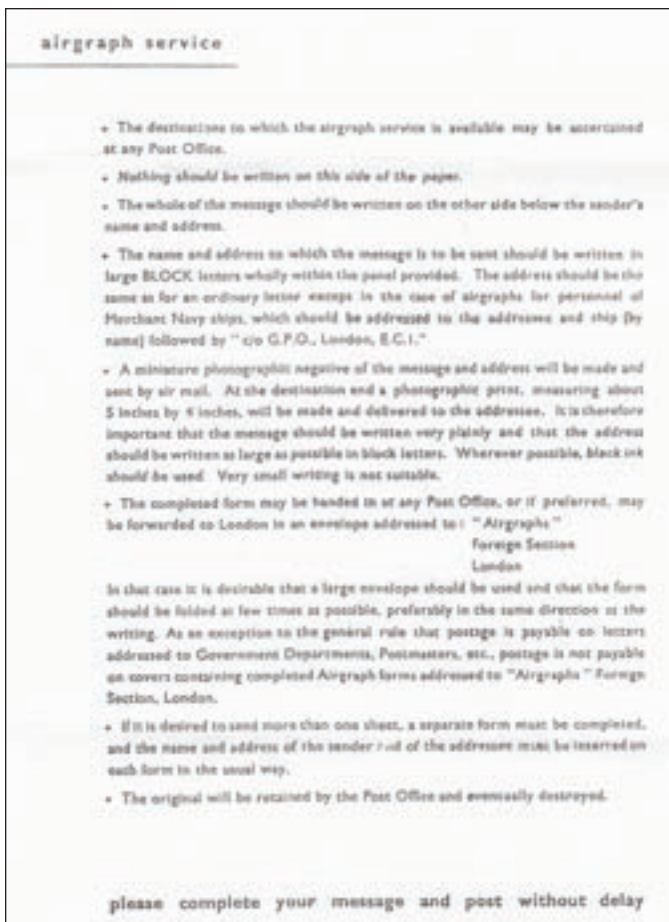 airgraph service
• The destinations to which the airgraph service is available may be ascertained
at any Post Office.
• Nothing should be written on this side of the paper.
• The whole of the message should be written on the other side below the sender's
name and address.
• The name and address to which the message is to be sent should be written in
large BLOCK letters wholly within the panel provided. The address should be the
same as for an ordinary letter except in the case of airgraphs for personnel of
Merchant Navy ships, which should be addressed to the addressee and ship (by
name) followed by "c/o G.P.O., London, E.C.1."
• A miniature photographic negative of the message and address will be made and
sent by air mail. At the destination end a photographic print, measuring about
5 inches by 4 inches, will be made and delivered to the addressee. It is therefore
important that the message should be written very plainly and that the address
should be written as large as possible in block letters. Wherever possible, black ink
should be used. Very small writing is not suitable.
• The completed form may be handed in at any Post Office, or if preferred, may
be forwarded to London in an envelope addressed to: "Airgraphs"
Foreign Section
London
In that case it is desirable that a large envelope should be used and that the form
should be folded as few times as possible, preferably in the same direction as the
writing. As an exception to the general rule that postage is payable on letters
addressed to Government Departments, Postmasters, etc., postage is not payable
on covers containing completed Airgraph forms addressed to "Airgraphs" Foreign
Section, London.
• If it is desired to send more than one sheet, a separate form must be completed,
and the name and address of the sender and of the addressee must be inserted on
each form in the usual way.
• The original will be retained by the Post Office and eventually destroyed.
please complete your message and post without delay